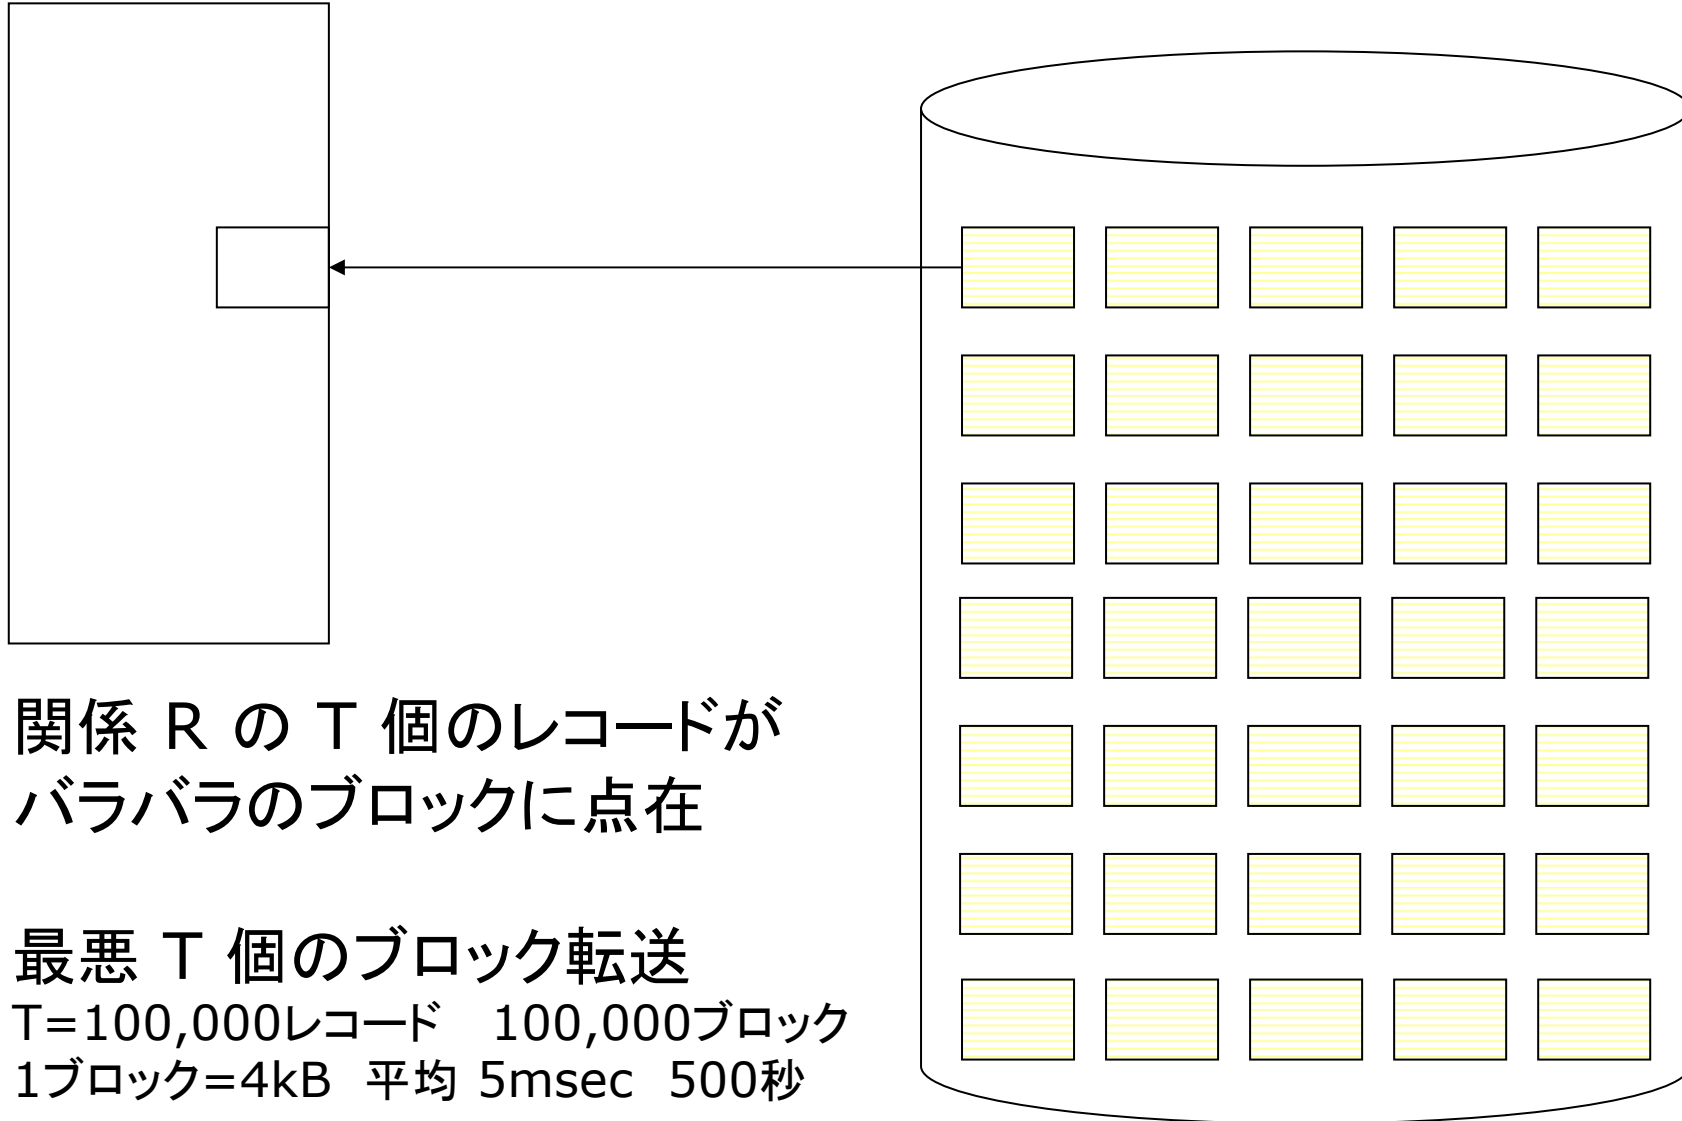 関係 R の T 個のレコードが
バラバラのブロックに点在
最悪 T 個のブロック転送
T=100,000レコード　100,000ブロック
1ブロック=4kB 平均 5msec 500秒